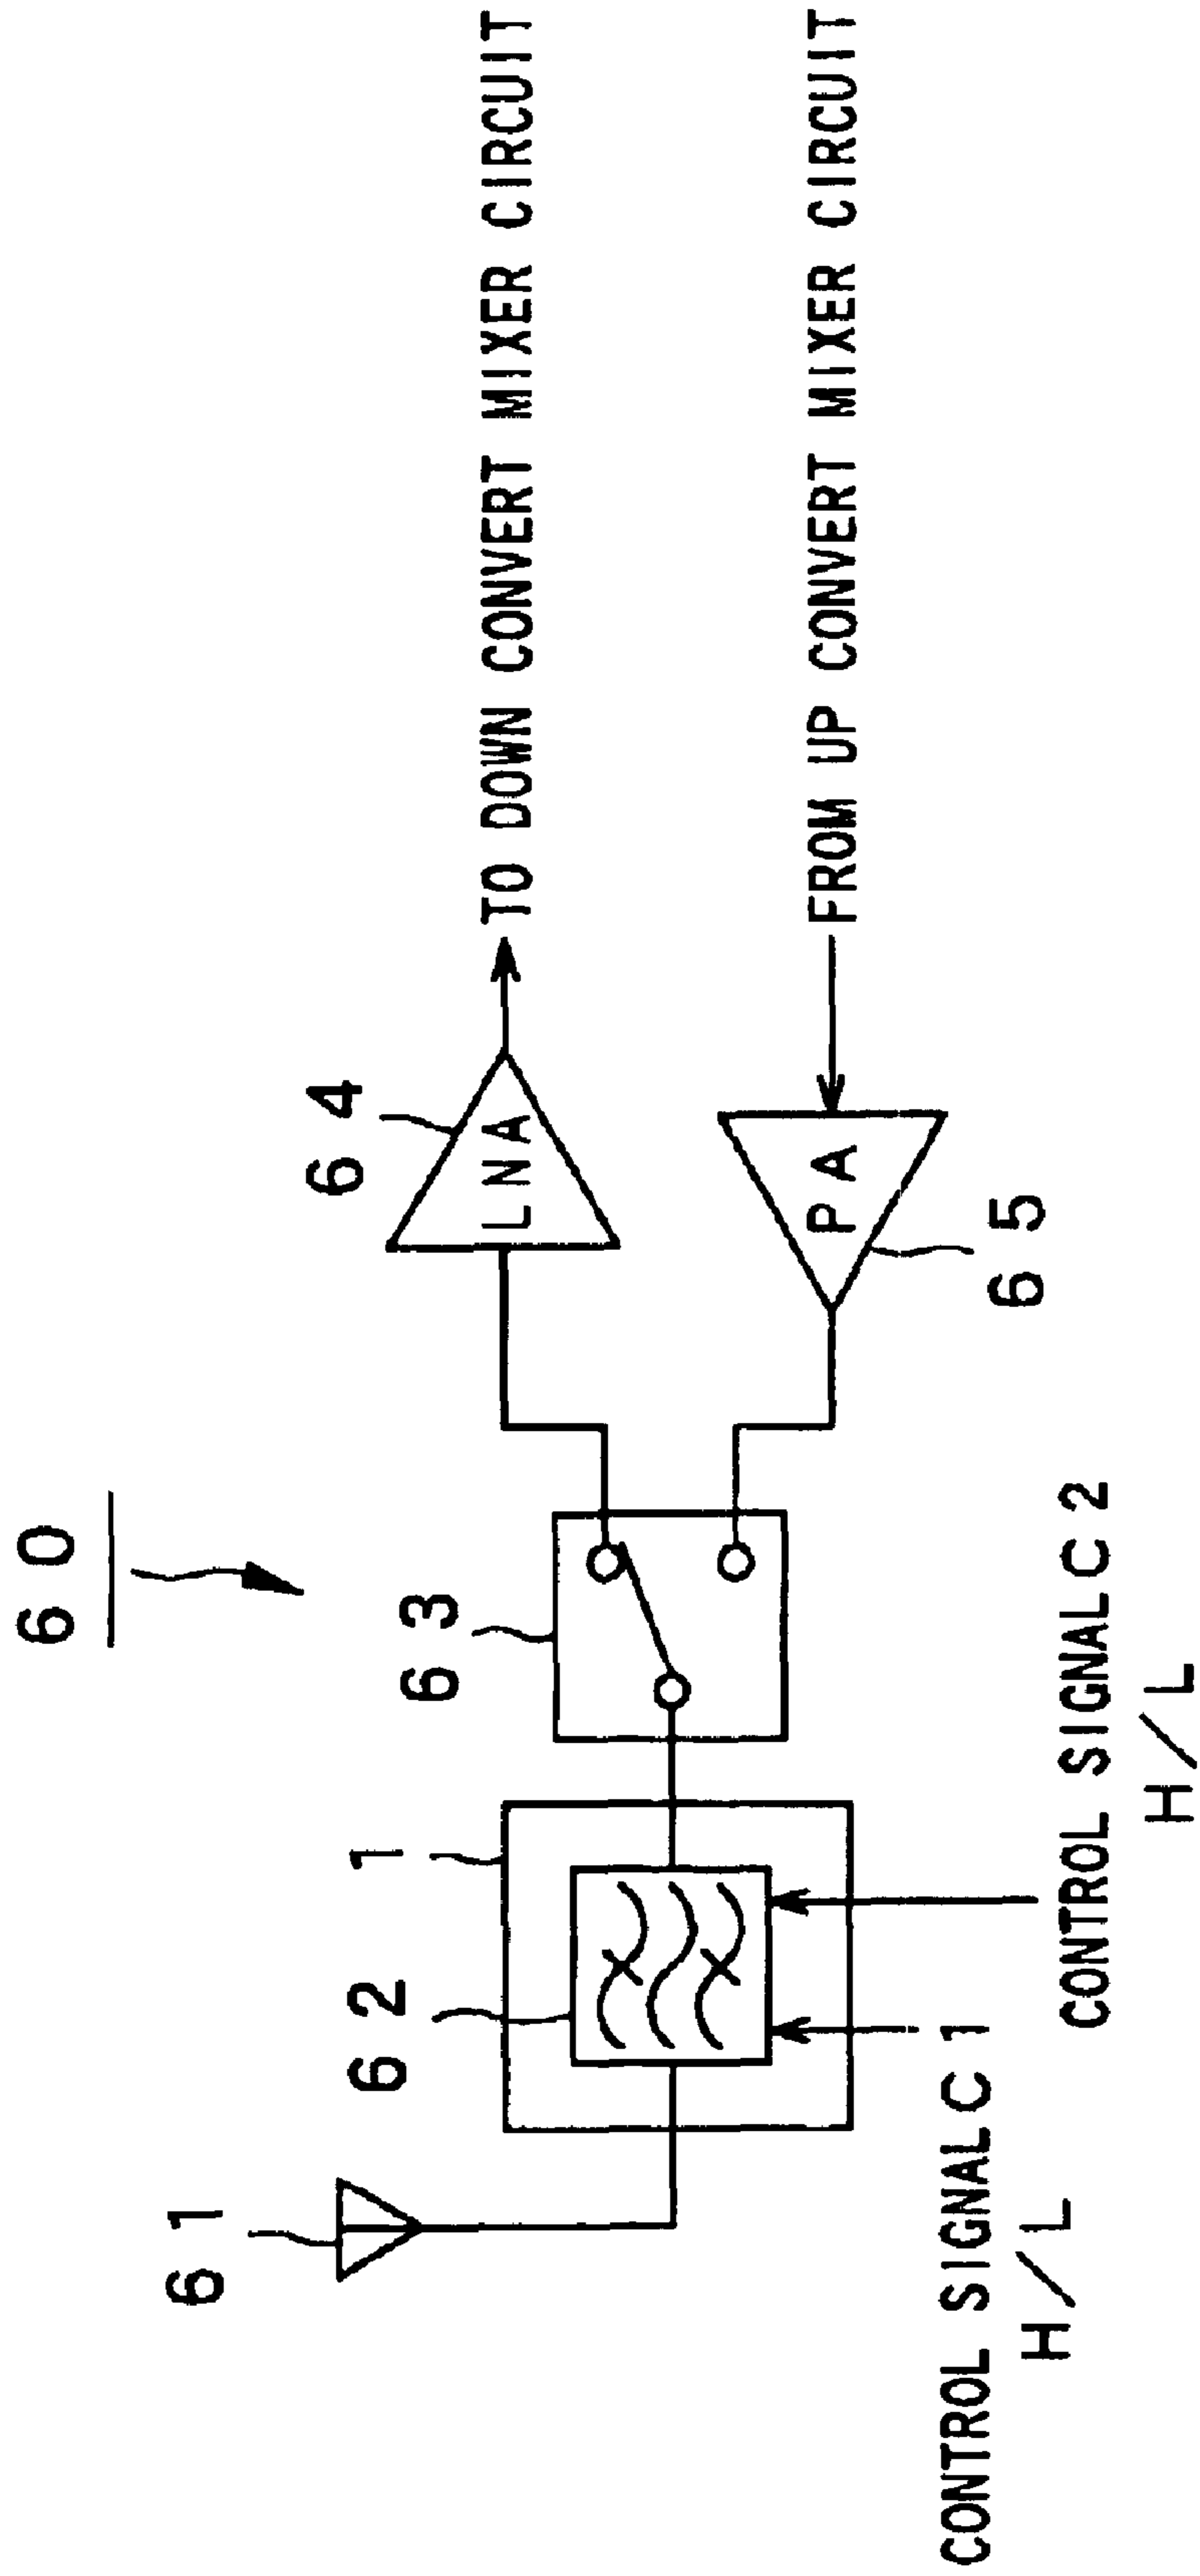 60
61
62
1
63
64
LNA
TO DOWN CONVERT MIXER CIRCUIT
PA
FROM UP CONVERT MIXER CIRCUIT
65
CONTROL SIGNAL C1
H/L
CONTROL SIGNAL C2
H/L